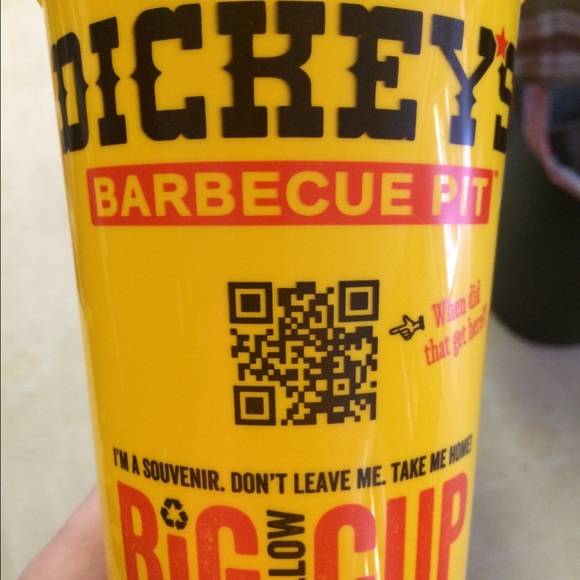 DICKEY'S
BARBECUE PIT
When did
that get here?
I'M A SOUVENIR. DON'T LEAVE ME. TAKE ME HOME!
BIG
CUP